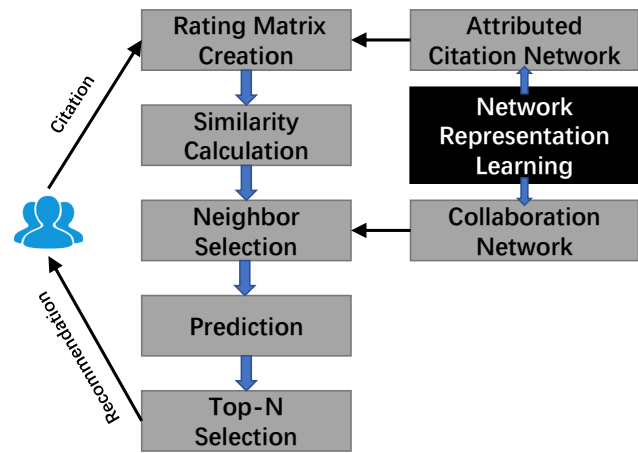 Rating Matrix
Creation
Attributed
Citation Network
Citation
Similarity
Calculation
Network
Representation
Learning
Neighbor
Selection
Collaboration
Network
Prediction
Recommendation
Top-N
Selection